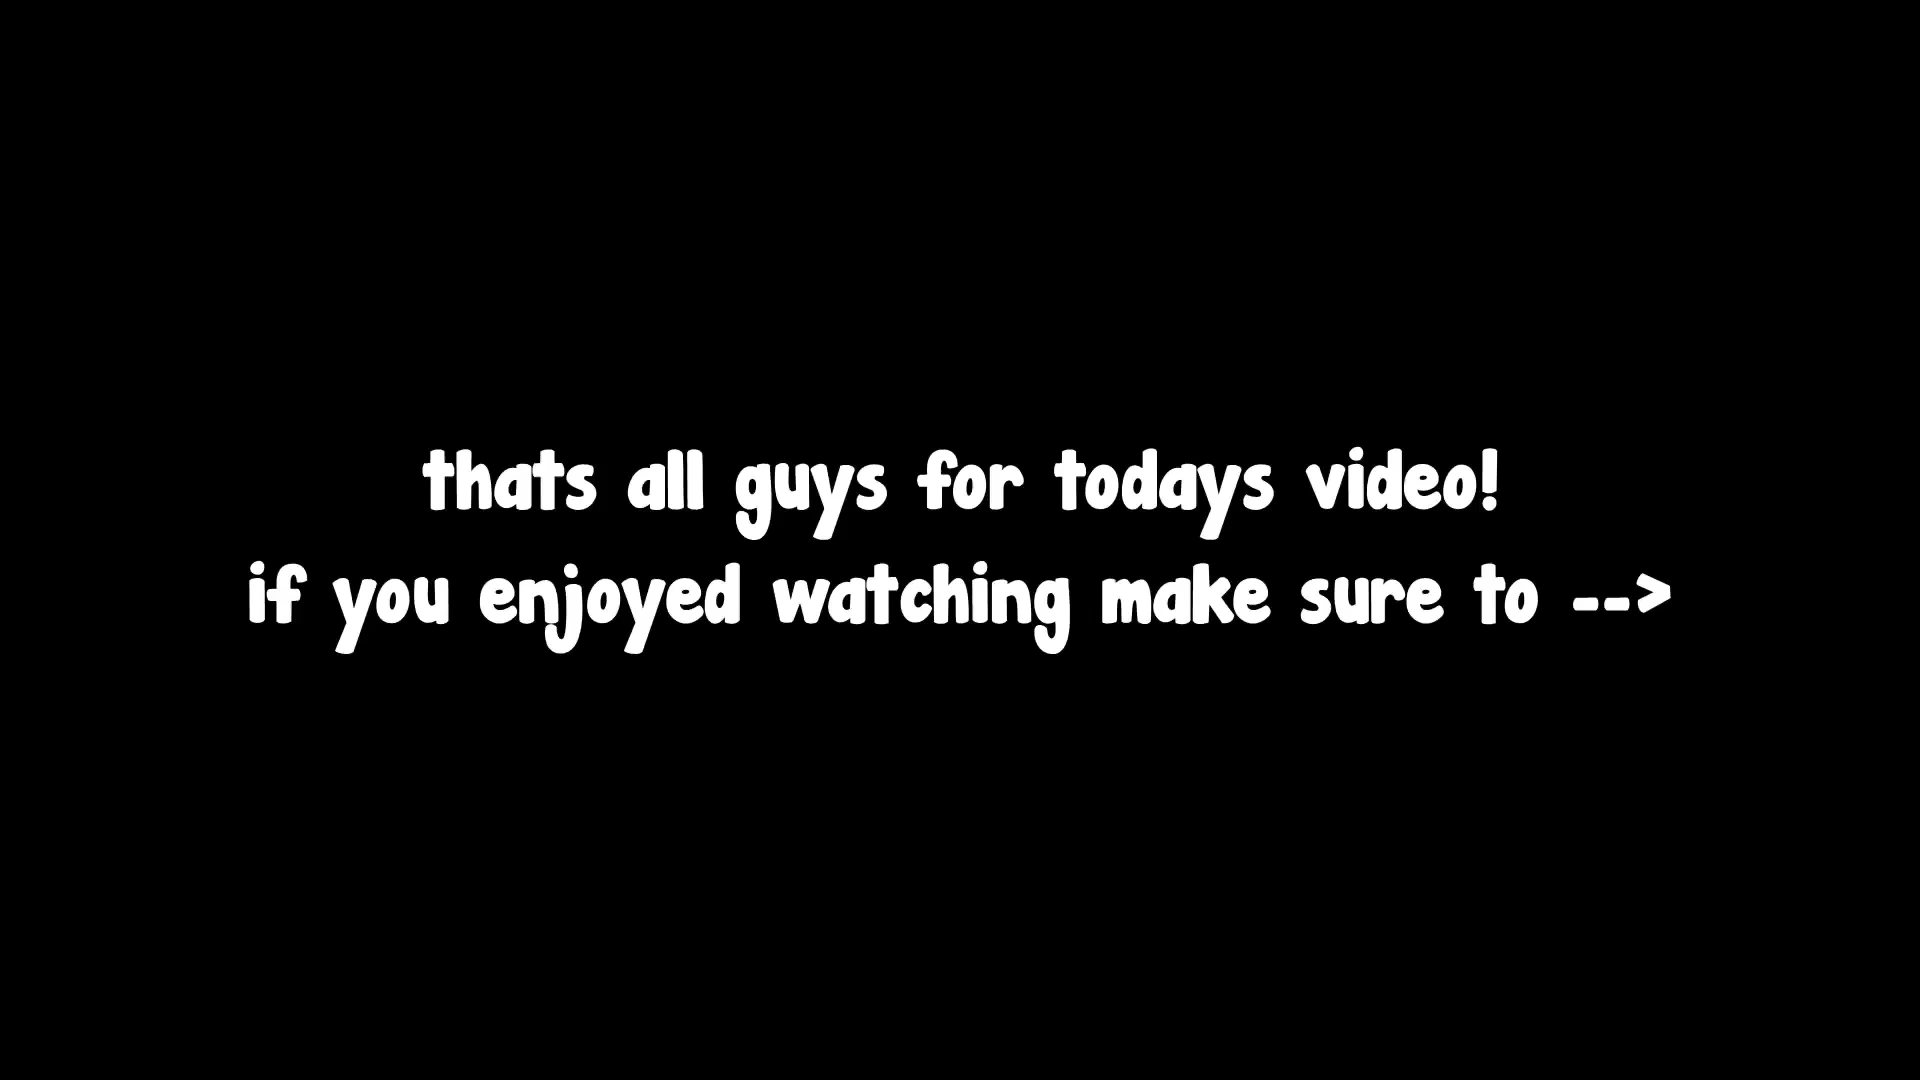 thats all guys for todays video!
if you enjoyed watching make sure to -->